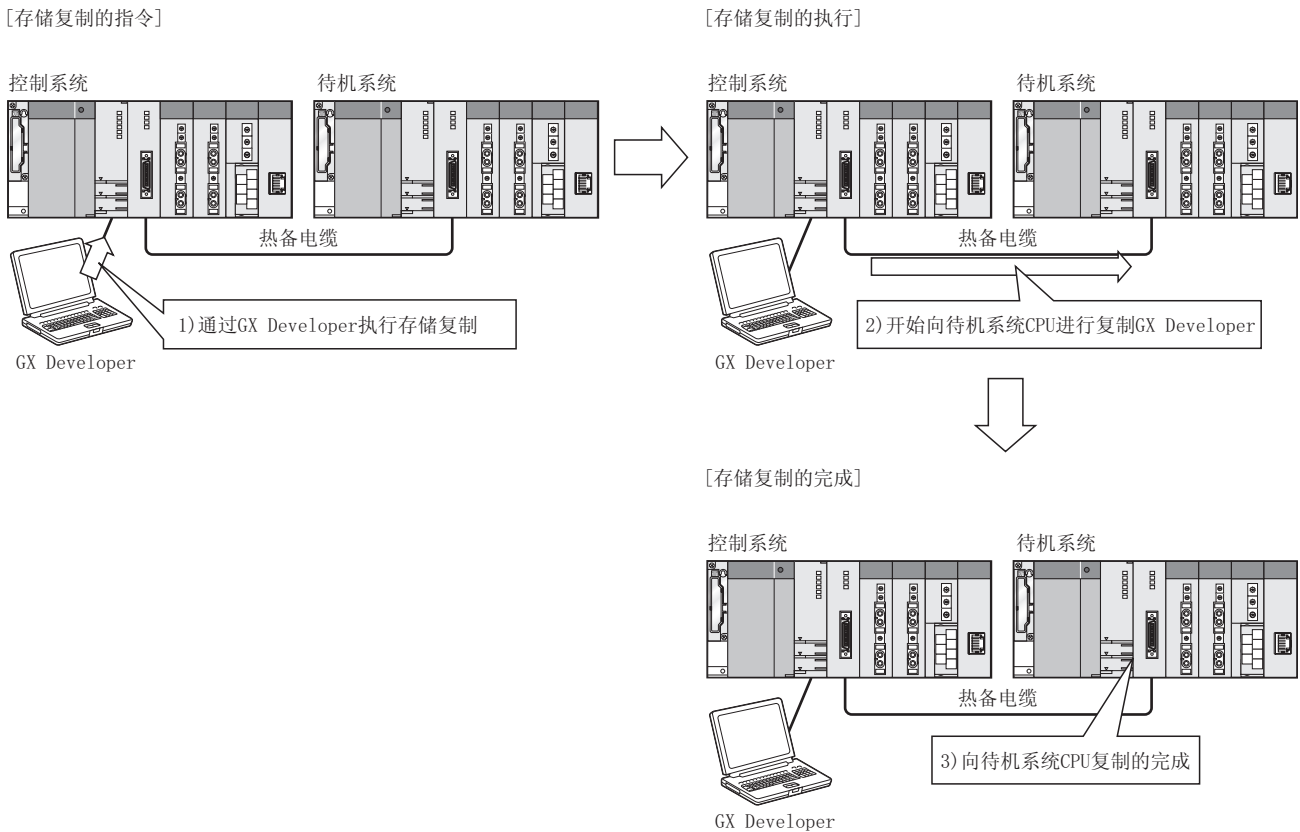 [存储复制的指令]
控制系统
待机系统
热备电缆
1)通过GX Developer执行存储复制
GX Developer
[存储复制的执行]
控制系统
待机系统
热备电缆
2)开始向待机系统CPU进行复制GX Developer
GX Developer
[存储复制的完成]
控制系统
待机系统
热备电缆
3)向待机系统CPU复制的完成
GX Developer